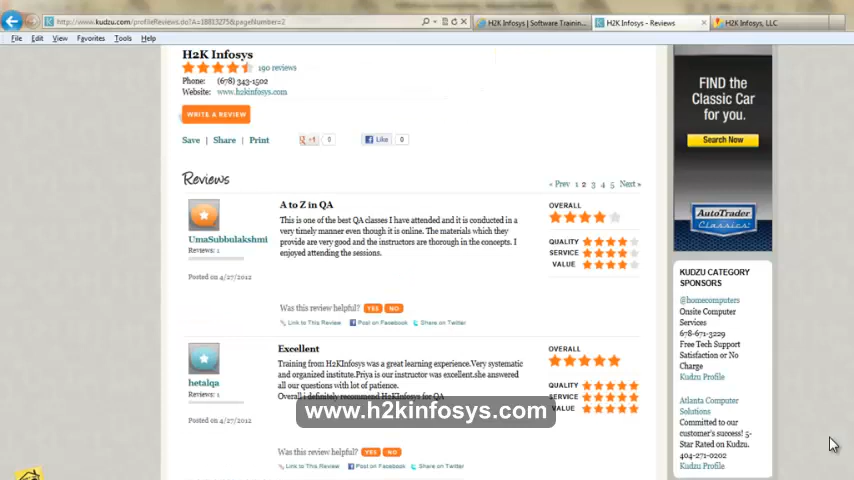 http://www.kudzu.com/profileReviews.do?A=18813275&pageNumber=2
H2K Infosys | Software Trainin...
H2K Infosys - Reviews
H2K Infosys, LLC
File Edit View Favorites Tools Help
H2K Infosys
190 reviews
Phone: (678) 343-1502
Website: www.h2kinfosys.com
WRITE A REVIEW
Save | Share | Print
+1 0
Like 0
Reviews
« Prev 1 2 3 4 5 Next »
A to Z in QA
This is one of the best QA classes I have attended and it is conducted in a
very timely manner even though it is online. The materials which they
provide are very good and the instructors are thorough in the concepts. I
enjoyed attending the sessions.
UmaSubbulakshmi
Reviews: 1
Posted on 4/27/2012
OVERALL
QUALITY
SERVICE
VALUE
Was this review helpful? YES NO
Link to This Review Post on Facebook Share on Twitter
Excellent
Training from H2KInfosys was a great learning experience.Very systematic
and organized institute.Priya is our instructor was excellent.she answered
all our questions with lot of patience.
Overall i definitely recommend H2KInfosys for QA
hetalqa
Reviews: 1
Posted on 4/27/2012
OVERALL
QUALITY
SERVICE
VALUE
www.h2kinfosys.com
Was this review helpful? YES NO
Link to This Review Post on Facebook Share on Twitter
FIND the
Classic Car
for you.
Search Now
AutoTrader
Classics
KUDZU CATEGORY
SPONSORS
@homecomputers
Onsite Computer
Services
678-671-3229
Free Tech Support
Satisfaction or No
Charge
Kudzu Profile
Atlanta Computer
Solutions
Committed to our
customer's success! 5-
Star Rated on Kudzu.
404-271-0202
Kudzu Profile